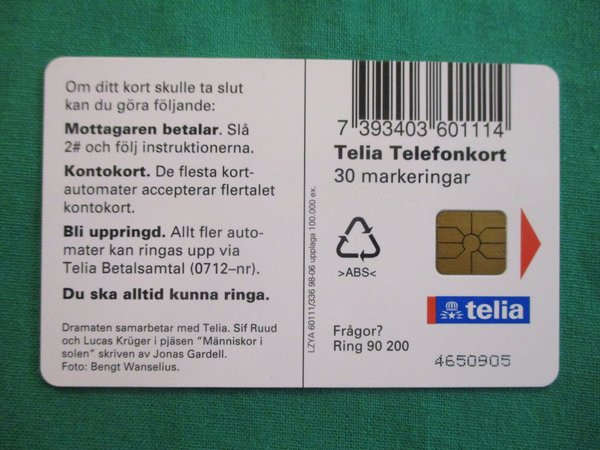 Om ditt kort skulle ta slut
kan du göra följande:
Mottagaren betalar. Slå
2# och följ instruktionerna.
Kontokort. De flesta kort-
automater accepterar flertalet
kontokort.
Bli uppringd. Allt fler auto-
mater kan ringas upp via
Telia Betalsamtal (0712–nr).
Du ska alltid kunna ringa.
Dramaten samarbetar med Telia. Sif Ruud
och Lucas Krüger i pjäsen "Människor i
solen" skriven av Jonas Gardell.
Foto: Bengt Wanselius.
LZYA 60111/336 98-06 upplaga 100.000 ex.
7 393403 601114
Telia Telefonkort
30 markeringar
>ABS<
telia
Frågor?
Ring 90 200
4650905